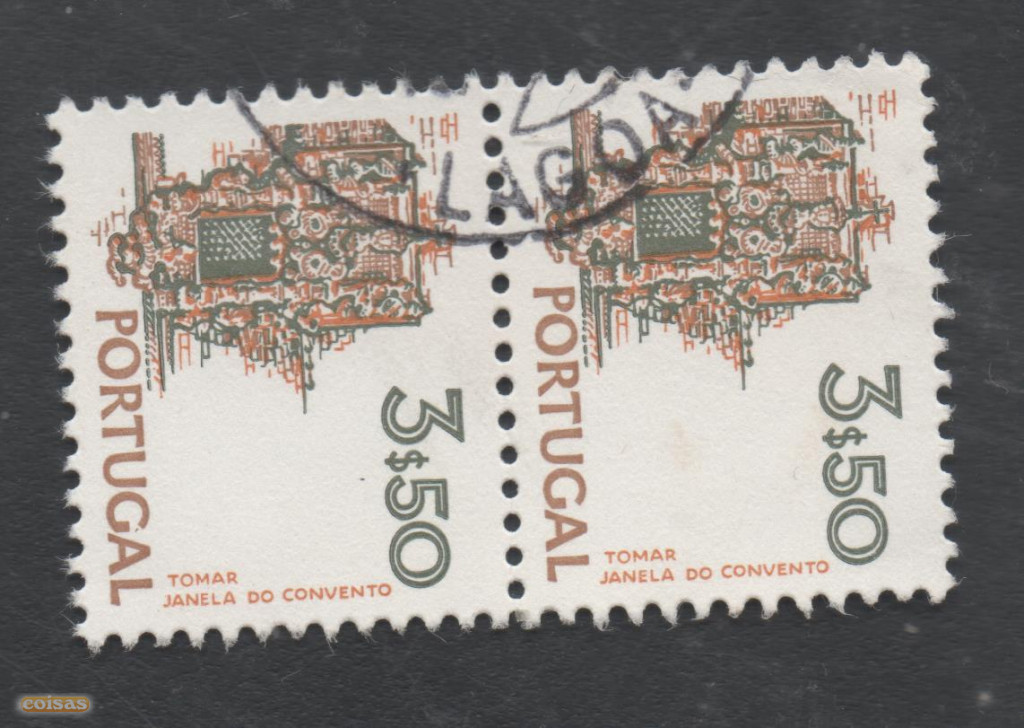 LAGOA
PORTUGAL
3$50
TOMAR
JANELA DO CONVENTO
PORTUGAL
3$50
TOMAR
JANELA DO CONVENTO
coisas